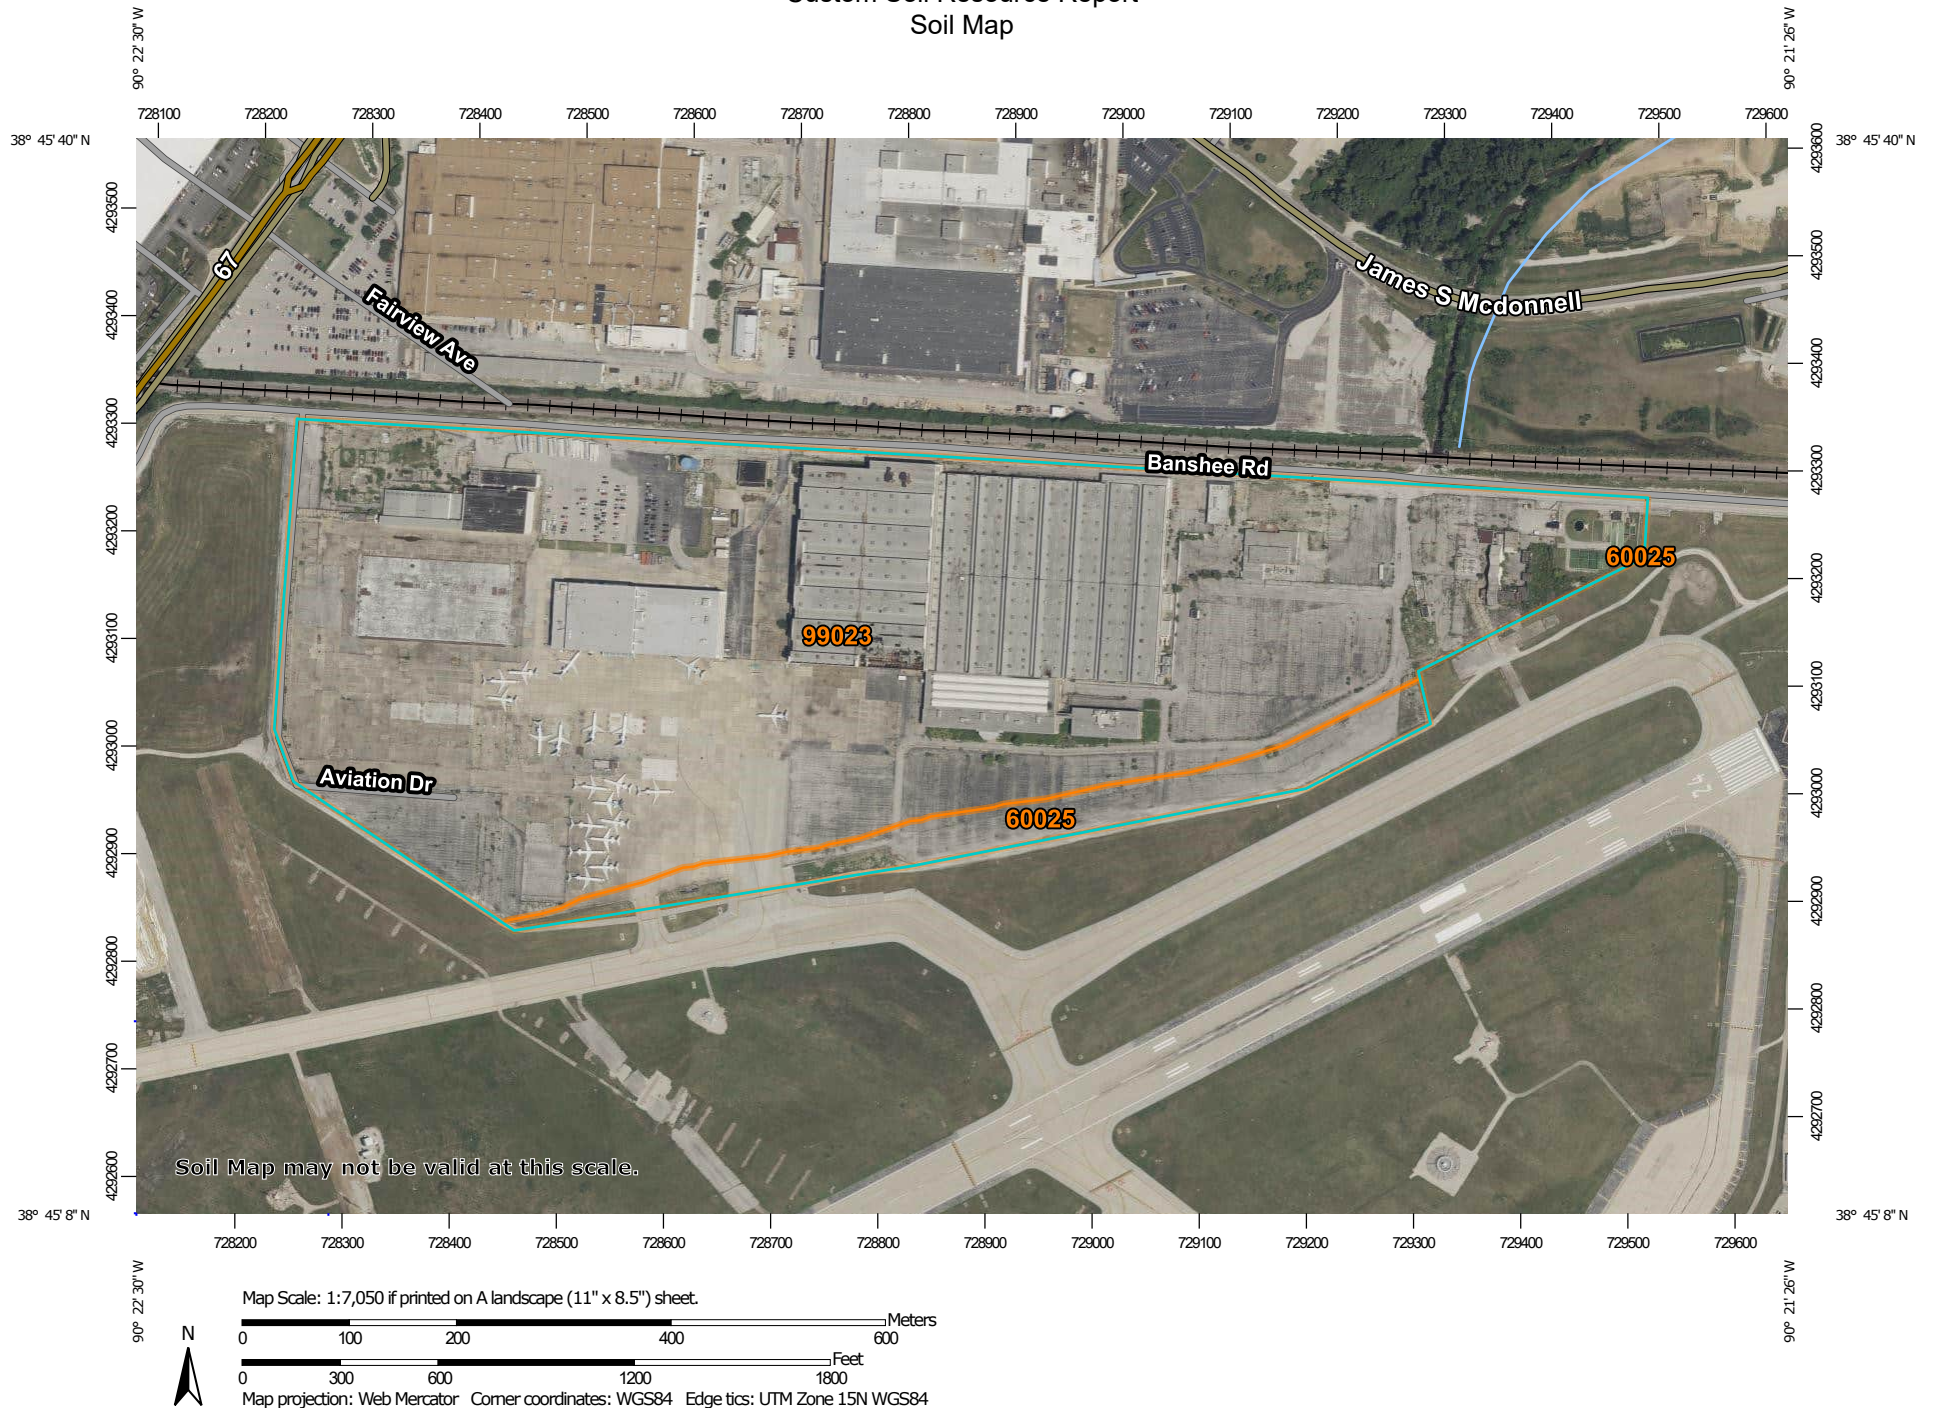 Custom Soil Resource Report
Soil Map
90° 22' 30'' W
90° 21' 26'' W
728100 728200 728300 728400 728500 728600 728700 728800 728900 729000 729100 729200 729300 729400 729500 729600
38° 45' 40'' N
38° 45' 40'' N
4293500
4293400
4293300
4293200
4293100
4293000
4292900
4292800
4292700
4292600
4293600
4293500
4293400
4293300
4293200
4293100
4293000
4292900
4292800
4292700
67
Fairview Ave
James S Mcdonnell
Banshee Rd
60025
99023
Aviation Dr
60025
24
Soil Map may not be valid at this scale.
38° 45' 8'' N
38° 45' 8'' N
728200 728300 728400 728500 728600 728700 728800 728900 729000 729100 729200 729300 729400 729500 729600
90° 22' 30'' W
90° 21' 26'' W
Map Scale: 1:7,050 if printed on A landscape (11" x 8.5") sheet.
N
Meters
0 100 200 400 600
Feet
0 300 600 1200 1800
Map projection: Web Mercator Corner coordinates: WGS84 Edge tics: UTM Zone 15N WGS84